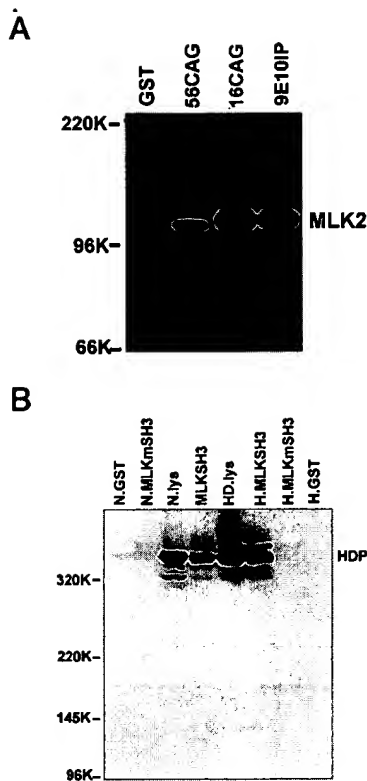 A
GST
56CAG
16CAG
9E10IP
220K–
MLK2
96K–
66K–
B
N.GST
N.MLKmSH3
N.lys
MLKSH3
HD.lys
H.MLKSH3
H.MLKmSH3
H.GST
HDP
320K–
220K–
145K–
96K–